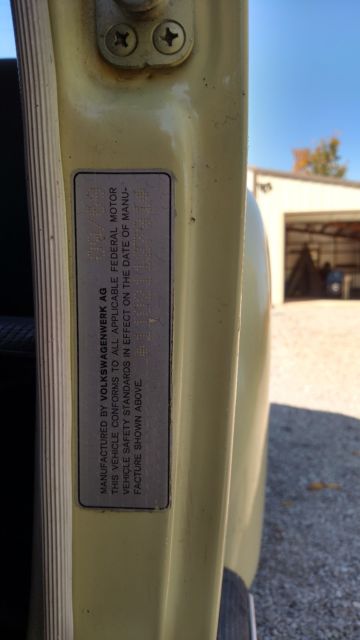 MANUFACTURED BY VOLKSWAGENWERK AG
THIS VEHICLE CONFORMS TO ALL APPLICABLE FEDERAL MOTOR
VEHICLE SAFETY STANDARDS IN EFFECT ON THE DATE OF MANU-
FACTURE SHOWN ABOVE.